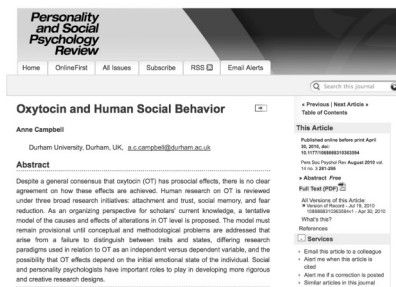 Personality
and Social
Psychology
Review
Home OnlineFirst All Issues Subscribe RSS Email Alerts
Search this journal
Oxytocin and Human Social Behavior
Anne Campbell
Durham University, Durham, UK, a.c.campbell@durham.ac.uk
Abstract
Despite a general consensus that oxytocin (OT) has prosocial effects, there is no clear
agreement on how these effects are achieved. Human research on OT is reviewed
under three broad research initiatives: attachment and trust, social memory, and fear
reduction. As an organizing perspective for scholars' current knowledge, a tentative
model of the causes and effects of alterations in OT level is proposed. The model must
remain provisional until conceptual and methodological problems are addressed that
arise from a failure to distinguish between traits and states, differing research
paradigms used in relation to OT as an independent versus dependent variable, and the
possibility that OT effects depend on the initial emotional state of the individual. Social
and personality psychologists have important roles to play in developing more rigorous
and creative research designs.
« Previous | Next Article »
Table of Contents
This Article
Published online before print April
30, 2010, doi:
10.1177/1088868310363594
Pers Soc Psychol Rev August 2010 vol.
14 no. 3 281-295
» Abstract Free
Full Text (PDF)
All Versions of this Article:
Version of Record - Jul 19, 2010
1088868310363594v1 - Apr 30, 2010
What's this?
References
Services
Email this article to a colleague
Alert me when this article is
cited
Alert me if a correction is posted
Similar articles in this journal